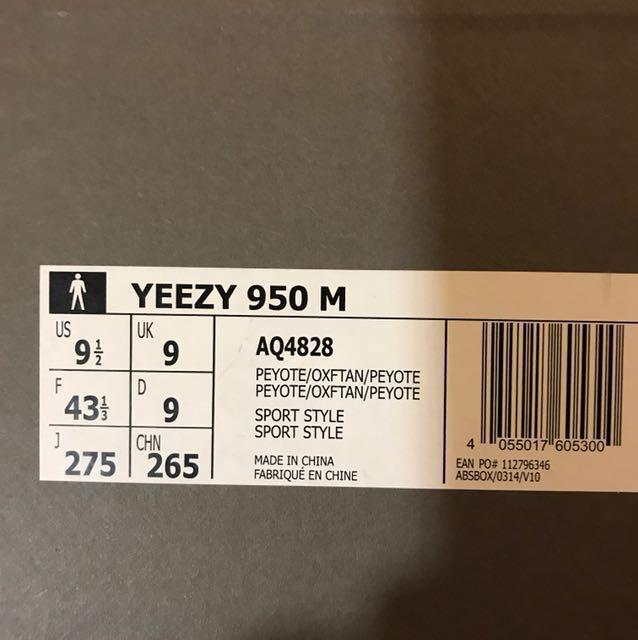 YEEZY 950 M
US 9½ UK 9
F 43⅓ D 9
J 275 CHN 265
AQ4828
PEYOTE/OXFTAN/PEYOTE
PEYOTE/OXFTAN/PEYOTE
SPORT STYLE
SPORT STYLE
MADE IN CHINA
FABRIQUÉ EN CHINE
4 055017 605300
EAN PO# 112796346
ABSBOX/0314/V10